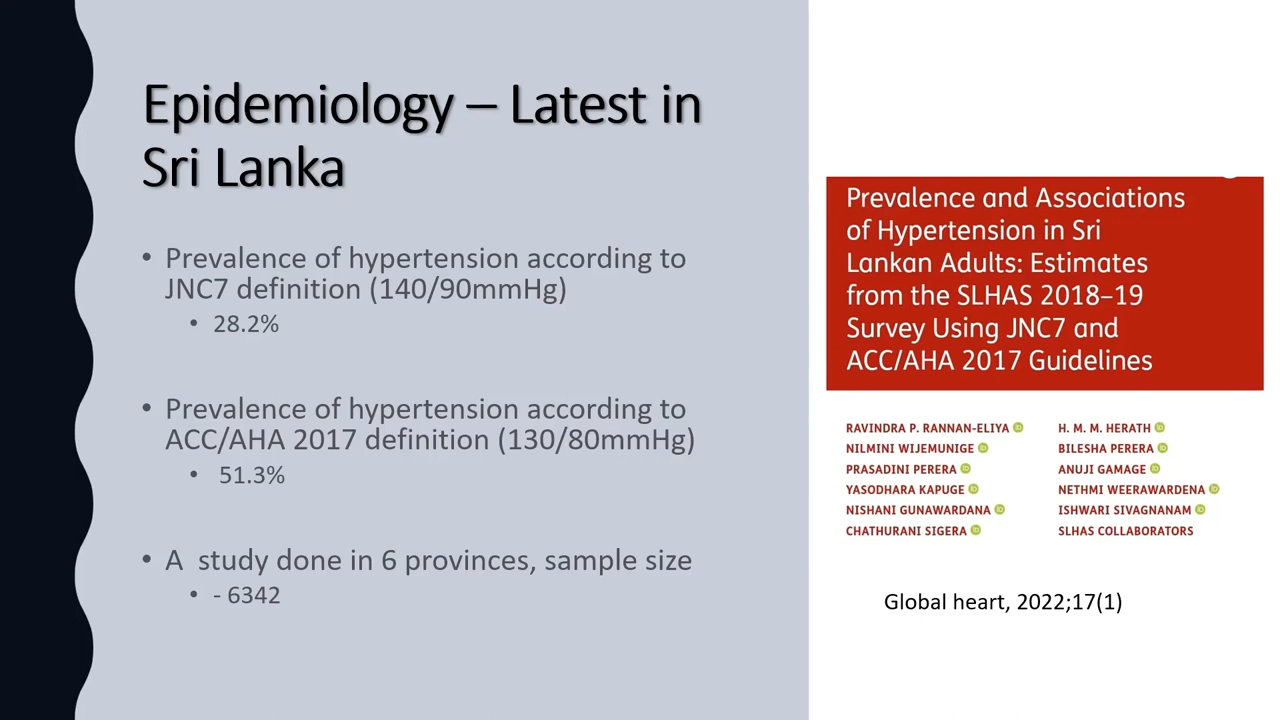 Epidemiology – Latest in
Sri Lanka
• Prevalence of hypertension according to
JNC7 definition (140/90mmHg)
• 28.2%
• Prevalence of hypertension according to
ACC/AHA 2017 definition (130/80mmHg)
• 51.3%
• A study done in 6 provinces, sample size
• - 6342
Prevalence and Associations
of Hypertension in Sri
Lankan Adults: Estimates
from the SLHAS 2018–19
Survey Using JNC7 and
ACC/AHA 2017 Guidelines
RAVINDRA P. RANNAN-ELIYA
NILMINI WIJEMUNIGE
PRASADINI PERERA
YASODHARA KAPUGE
NISHANI GUNAWARDANA
CHATHURANI SIGERA
H. M. M. HERATH
BILESHA PERERA
ANUJI GAMAGE
NETHMI WEERAWARDENA
ISHWARI SIVAGNANAM
SLHAS COLLABORATORS
Global heart, 2022;17(1)